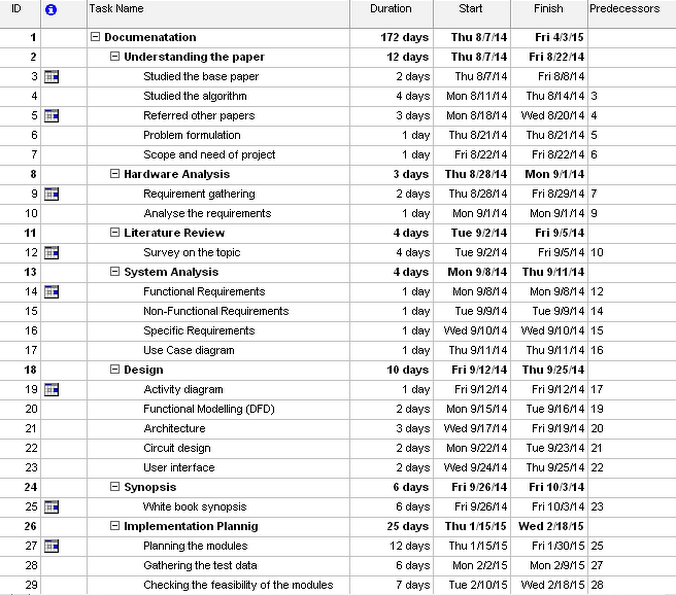 ID Task Name Duration Start Finish Predecessors
1 Documenatation 172 days Thu 8/7/14 Fri 4/3/15
2 Understanding the paper 12 days Thu 8/7/14 Fri 8/22/14
3 Studied the base paper 2 days Thu 8/7/14 Fri 8/8/14
4 Studied the algorithm 4 days Mon 8/11/14 Thu 8/14/14 3
5 Referred other papers 3 days Mon 8/18/14 Wed 8/20/14 4
6 Problem formulation 1 day Thu 8/21/14 Thu 8/21/14 5
7 Scope and need of project 1 day Fri 8/22/14 Fri 8/22/14 6
8 Hardware Analysis 3 days Thu 8/28/14 Mon 9/1/14
9 Requirement gathering 2 days Thu 8/28/14 Fri 8/29/14 7
10 Analyse the requirements 1 day Mon 9/1/14 Mon 9/1/14 9
11 Literature Review 4 days Tue 9/2/14 Fri 9/5/14
12 Survey on the topic 4 days Tue 9/2/14 Fri 9/5/14 10
13 System Analysis 4 days Mon 9/8/14 Thu 9/11/14
14 Functional Requirements 1 day Mon 9/8/14 Mon 9/8/14 12
15 Non-Functional Requirements 1 day Tue 9/9/14 Tue 9/9/14 14
16 Specific Requirements 1 day Wed 9/10/14 Wed 9/10/14 15
17 Use Case diagram 1 day Thu 9/11/14 Thu 9/11/14 16
18 Design 10 days Fri 9/12/14 Thu 9/25/14
19 Activity diagram 1 day Fri 9/12/14 Fri 9/12/14 17
20 Functional Modelling (DFD) 2 days Mon 9/15/14 Tue 9/16/14 19
21 Architecture 3 days Wed 9/17/14 Fri 9/19/14 20
22 Circuit design 2 days Mon 9/22/14 Tue 9/23/14 21
23 User interface 2 days Wed 9/24/14 Thu 9/25/14 22
24 Synopsis 6 days Fri 9/26/14 Fri 10/3/14
25 White book synopsis 6 days Fri 9/26/14 Fri 10/3/14 23
26 Implementation Plannig 25 days Thu 1/15/15 Wed 2/18/15
27 Planning the modules 12 days Thu 1/15/15 Fri 1/30/15 25
28 Gathering the test data 6 days Mon 2/2/15 Mon 2/9/15 27
29 Checking the feasibility of the modules 7 days Tue 2/10/15 Wed 2/18/15 28